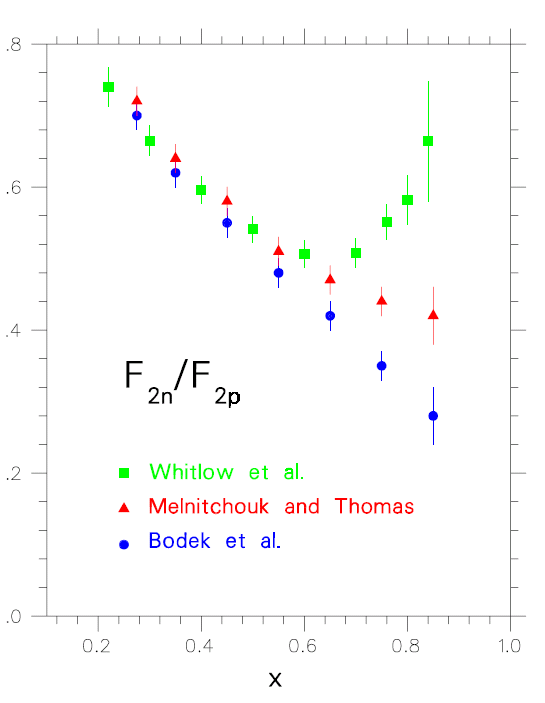 .8
.6
.4
.2
.0
F2n/F2p
Whitlow et al.
Melnitchouk and Thomas
Bodek et al.
0.2 0.4 0.6 0.8 1.0
x